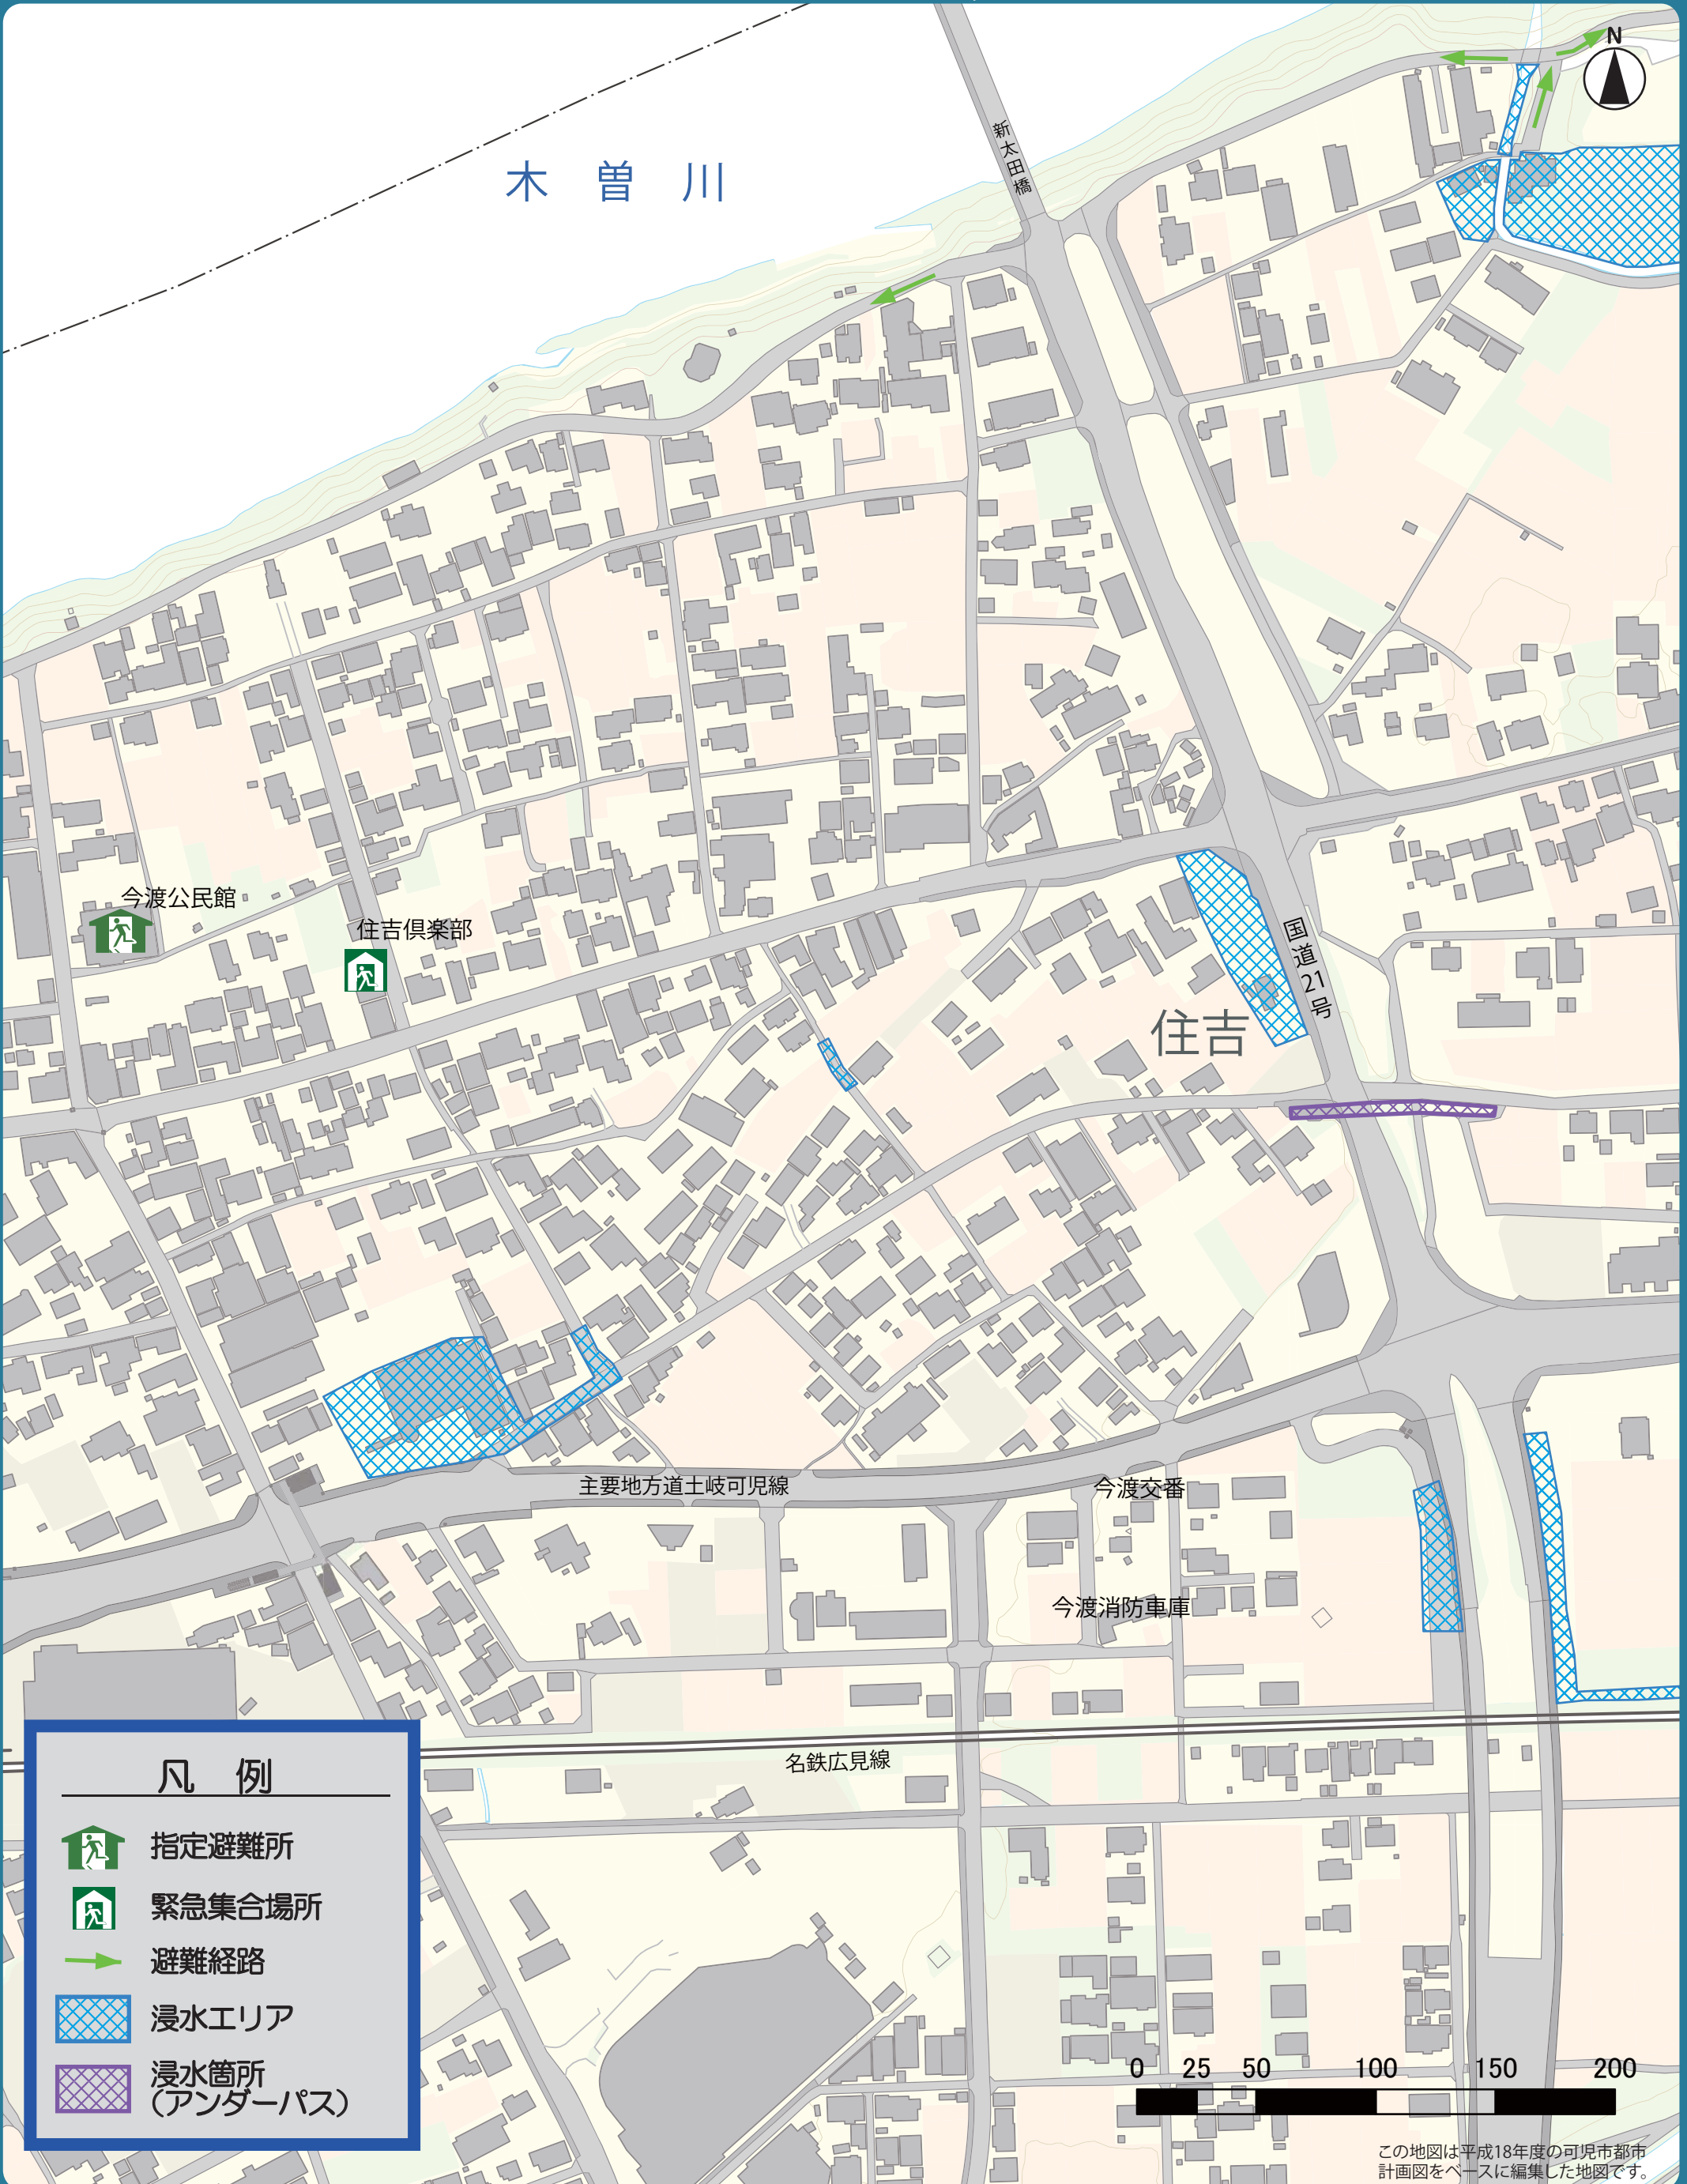 N
木曽川
新太田橋
今渡公民館
住吉倶楽部
国道21号
住吉
主要地方道土岐可児線
今渡交番
今渡消防車庫
名鉄広見線
凡 例
指定避難所
緊急集合場所
避難経路
浸水エリア
浸水箇所
(アンダーパス)
0 25 50 100 150 200
この地図は平成18年度の可児市都市
計画図をベースに編集した地図です。